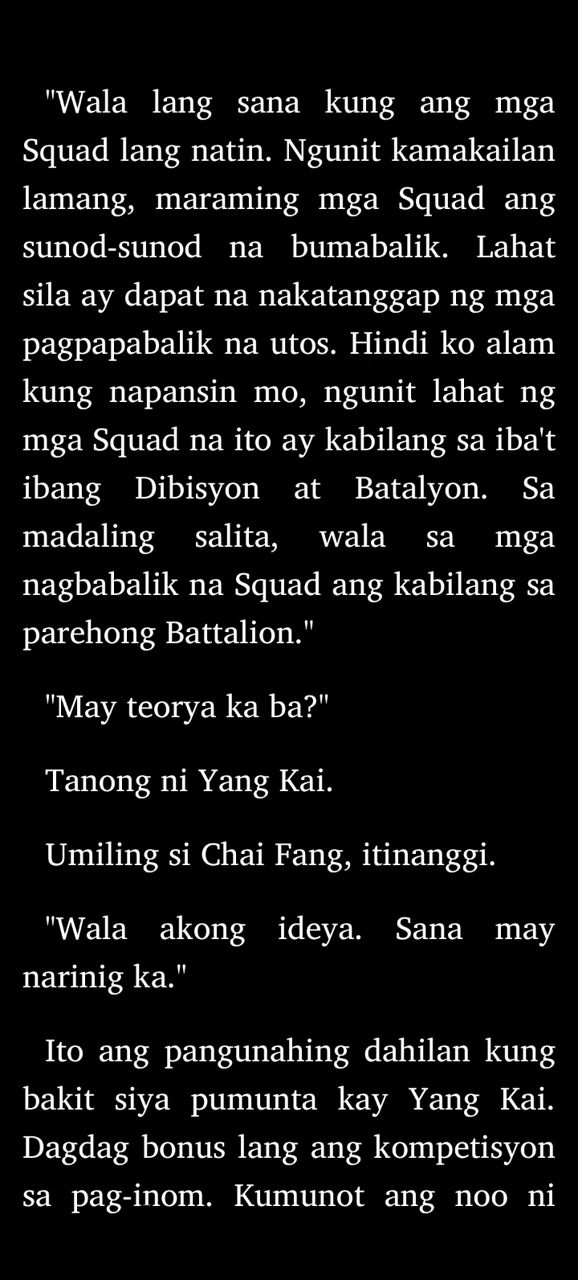 "Wala lang sana kung ang mga
Squad lang natin. Ngunit kamakailan
lamang, maraming mga Squad ang
sunod-sunod na bumabalik. Lahat
sila ay dapat na nakatanggap ng mga
pagpapabalik na utos. Hindi ko alam
kung napansin mo, ngunit lahat ng
mga Squad na ito ay kabilang sa iba't
ibang Dibisyon at Batalyon. Sa
madaling salita, wala sa mga
nagbabalik na Squad ang kabilang sa
parehong Battalion."
"May teorya ka ba?"
Tanong ni Yang Kai.
Umiling si Chai Fang, itinanggi.
"Wala akong ideya. Sana may
narinig ka."
Ito ang pangunahing dahilan kung
bakit siya pumunta kay Yang Kai.
Dagdag bonus lang ang kompetisyon
sa pag-inom. Kumunot ang noo ni